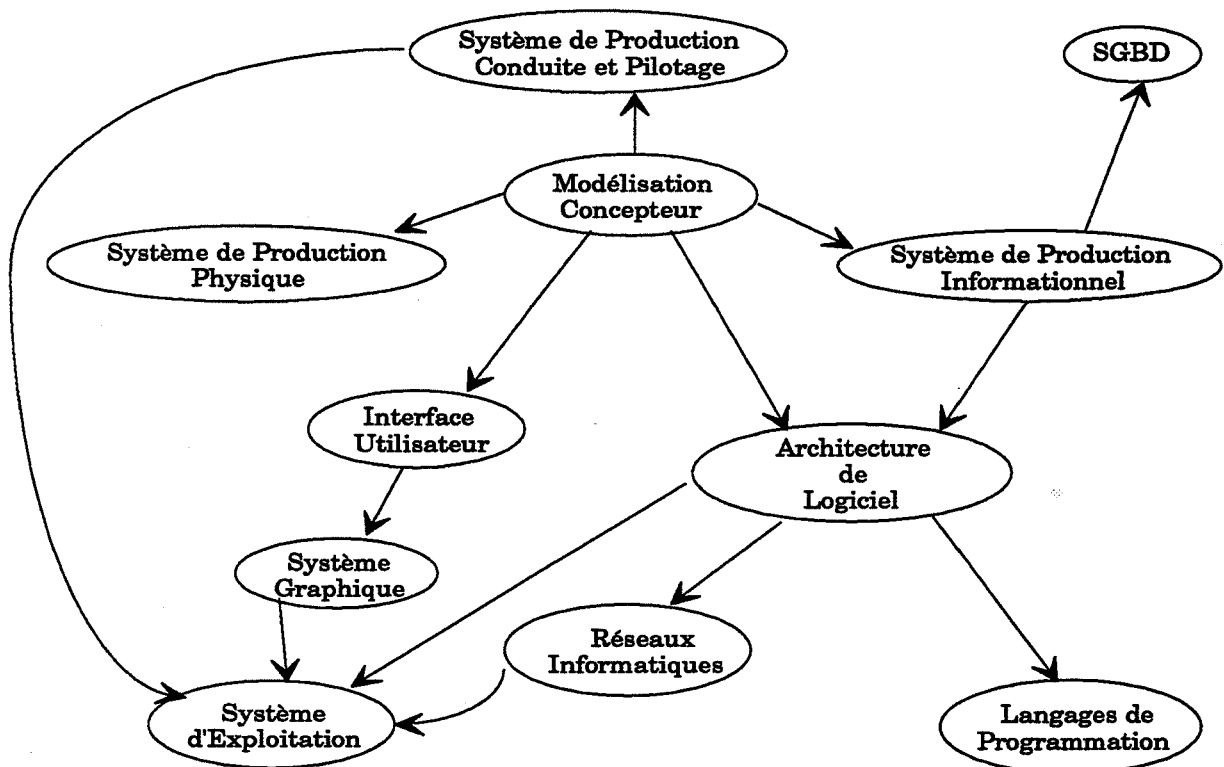 Système de Production
Conduite et Pilotage
SGBD
Modélisation
Concepteur
Système de Production
Physique
Système de Production
Informationnel
Interface
Utilisateur
Architecture
de
Logiciel
Système
Graphique
Réseaux
Informatiques
Système
d'Exploitation
Langages de
Programmation